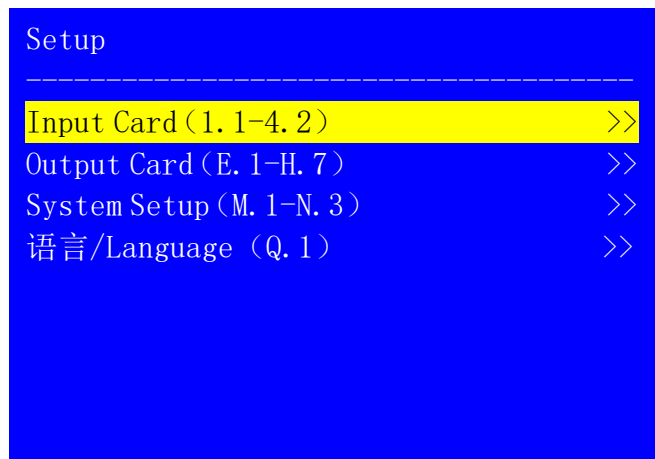 Setup
--------------------------------------
Input Card(1.1-4.2) >>
Output Card(E.1-H.7) >>
System Setup(M.1-N.3) >>
语言/Language (Q.1) >>